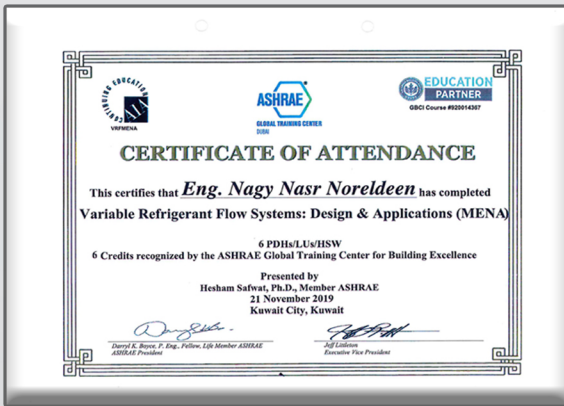 CONTINUING EDUCATION
AIA
VRFMENA
ASHRAE
GLOBAL TRAINING CENTER
DUBAI
EDUCATION
PARTNER
GBCI Course #920014307
CERTIFICATE OF ATTENDANCE
This certifies that Eng. Nagy Nasr Noreldeen has completed
Variable Refrigerant Flow Systems: Design & Applications (MENA)
6 PDHs/LUs/HSW
6 Credits recognized by the ASHRAE Global Training Center for Building Excellence
Presented by
Hesham Safwat, Ph.D., Member ASHRAE
21 November 2019
Kuwait City, Kuwait
Darryl K. Boyce, P. Eng., Fellow, Life Member ASHRAE
ASHRAE President
Jeff Littleton
Executive Vice President